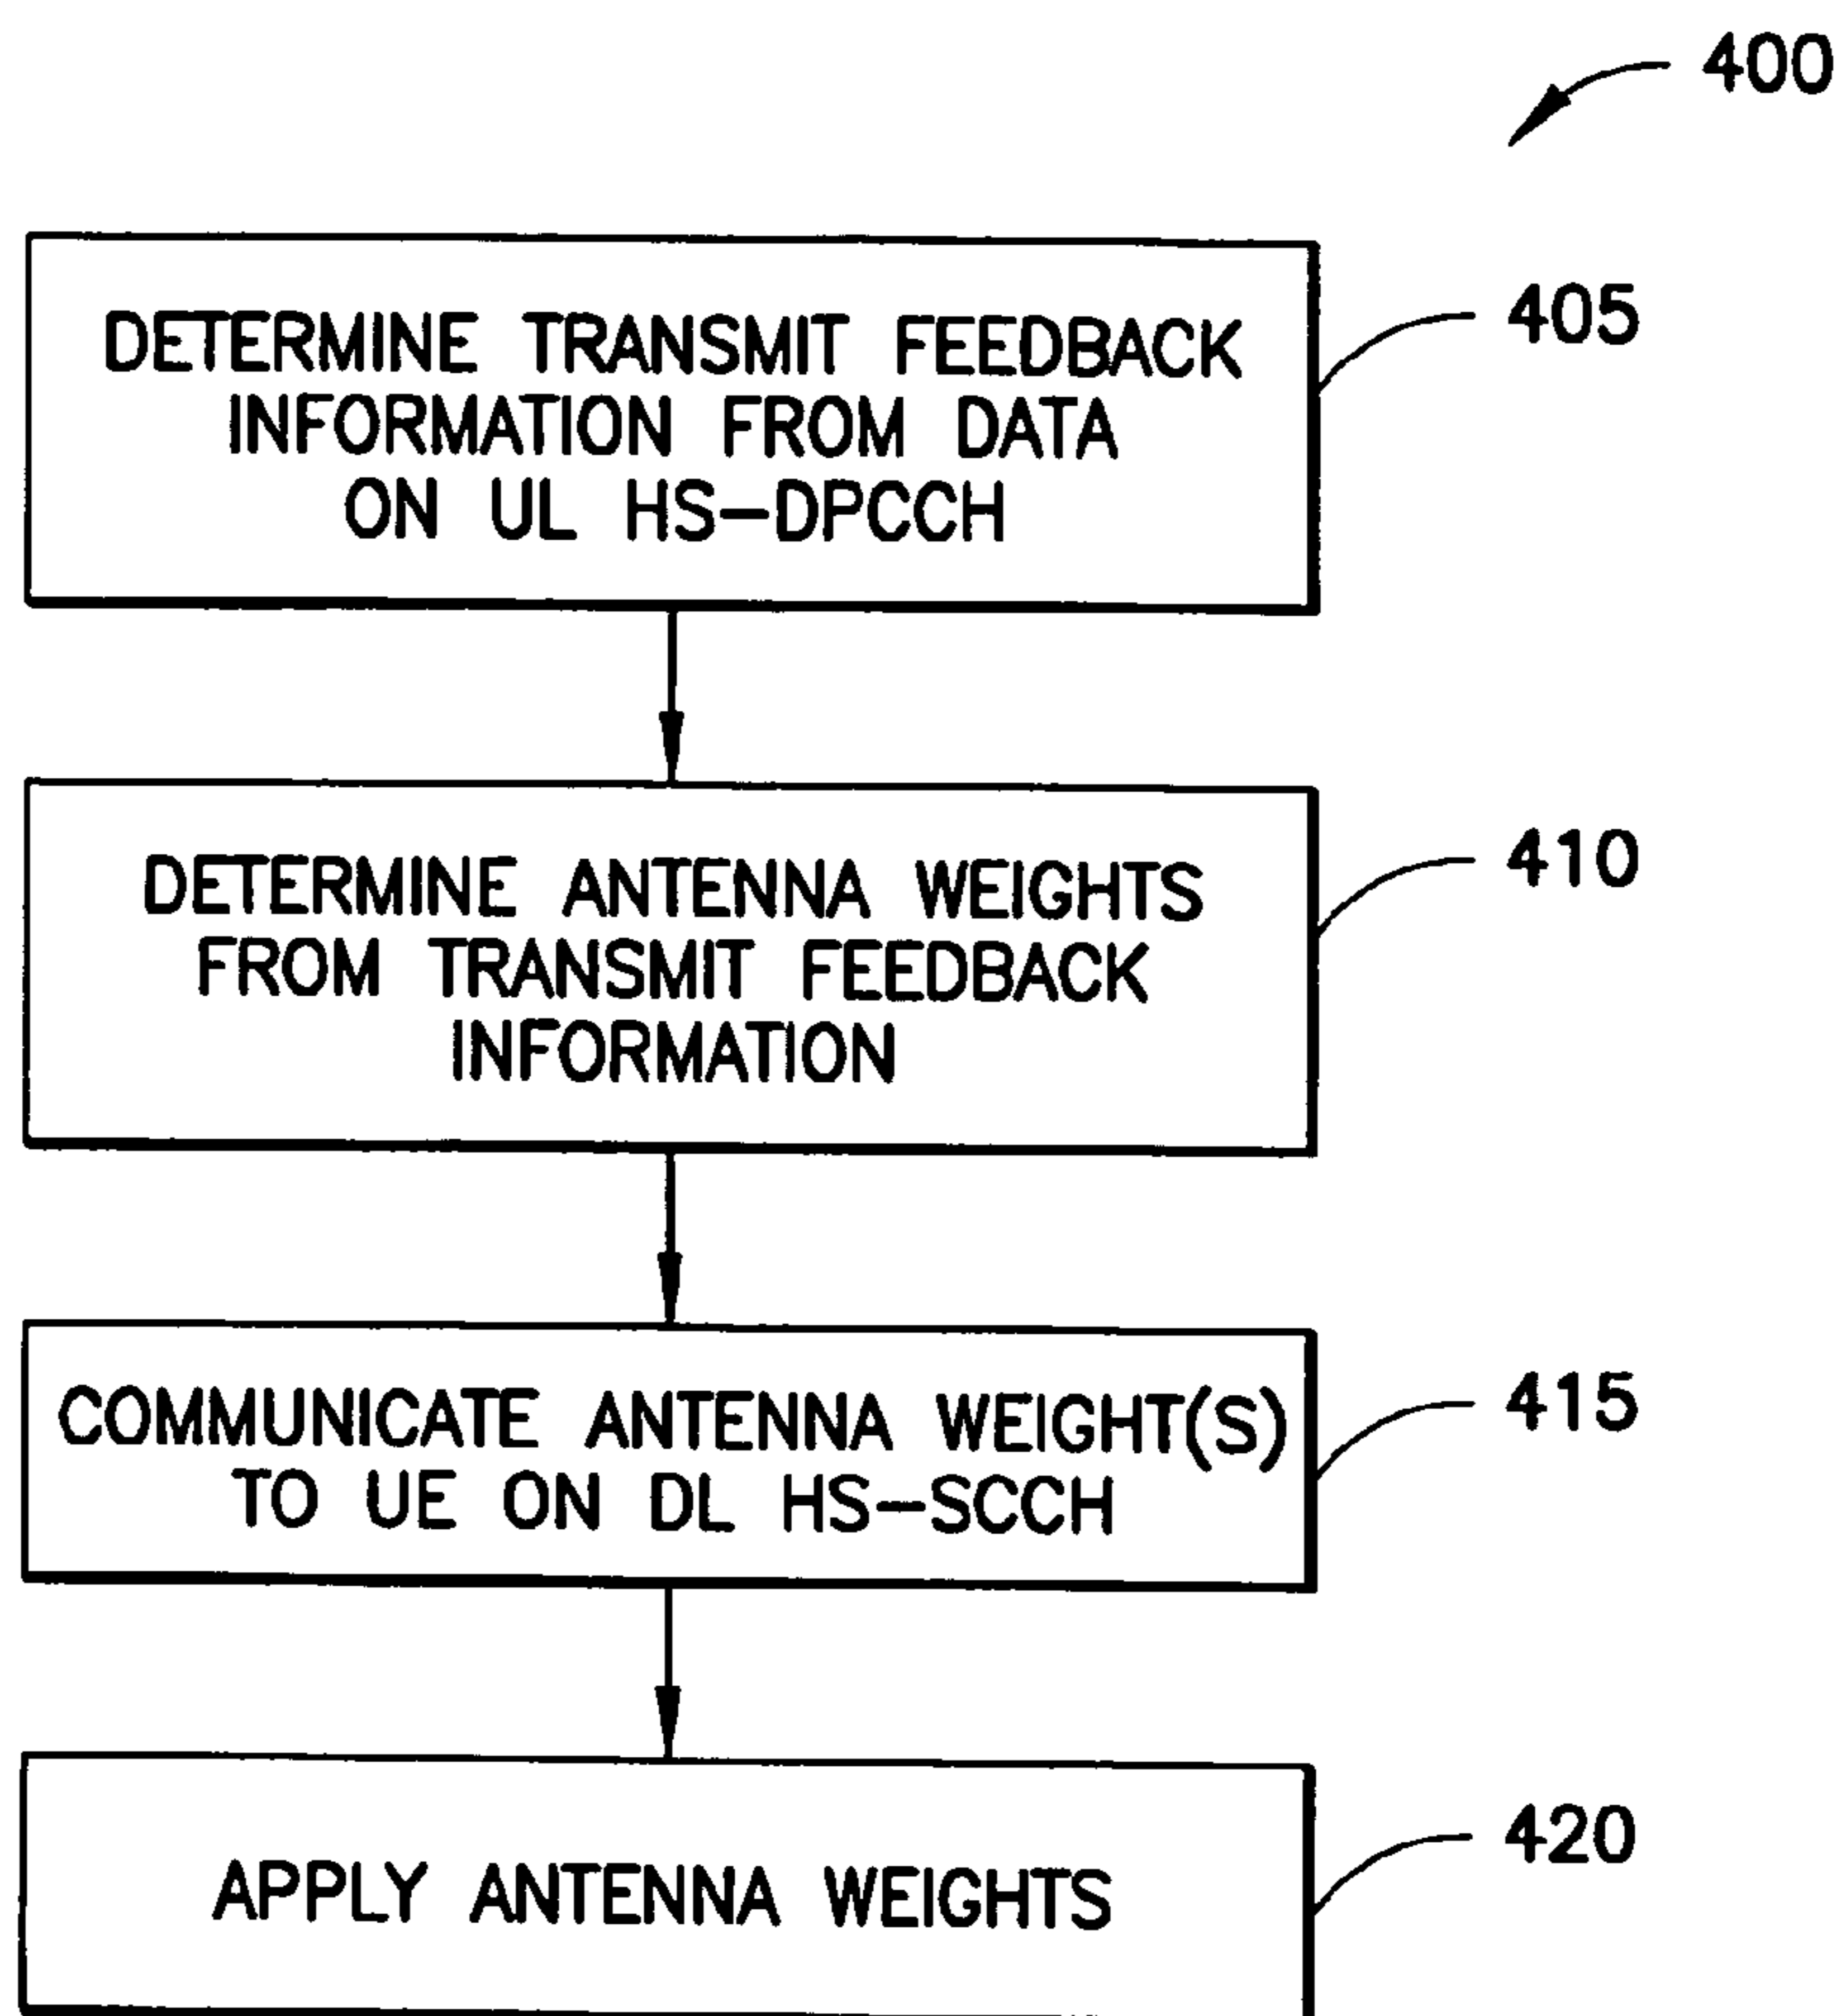 400
DETERMINE TRANSMIT FEEDBACK
INFORMATION FROM DATA
ON UL HS-DPCCH
405
DETERMINE ANTENNA WEIGHTS
FROM TRANSMIT FEEDBACK
INFORMATION
410
COMMUNICATE ANTENNA WEIGHT(S)
TO UE ON DL HS-SCCH
415
APPLY ANTENNA WEIGHTS
420